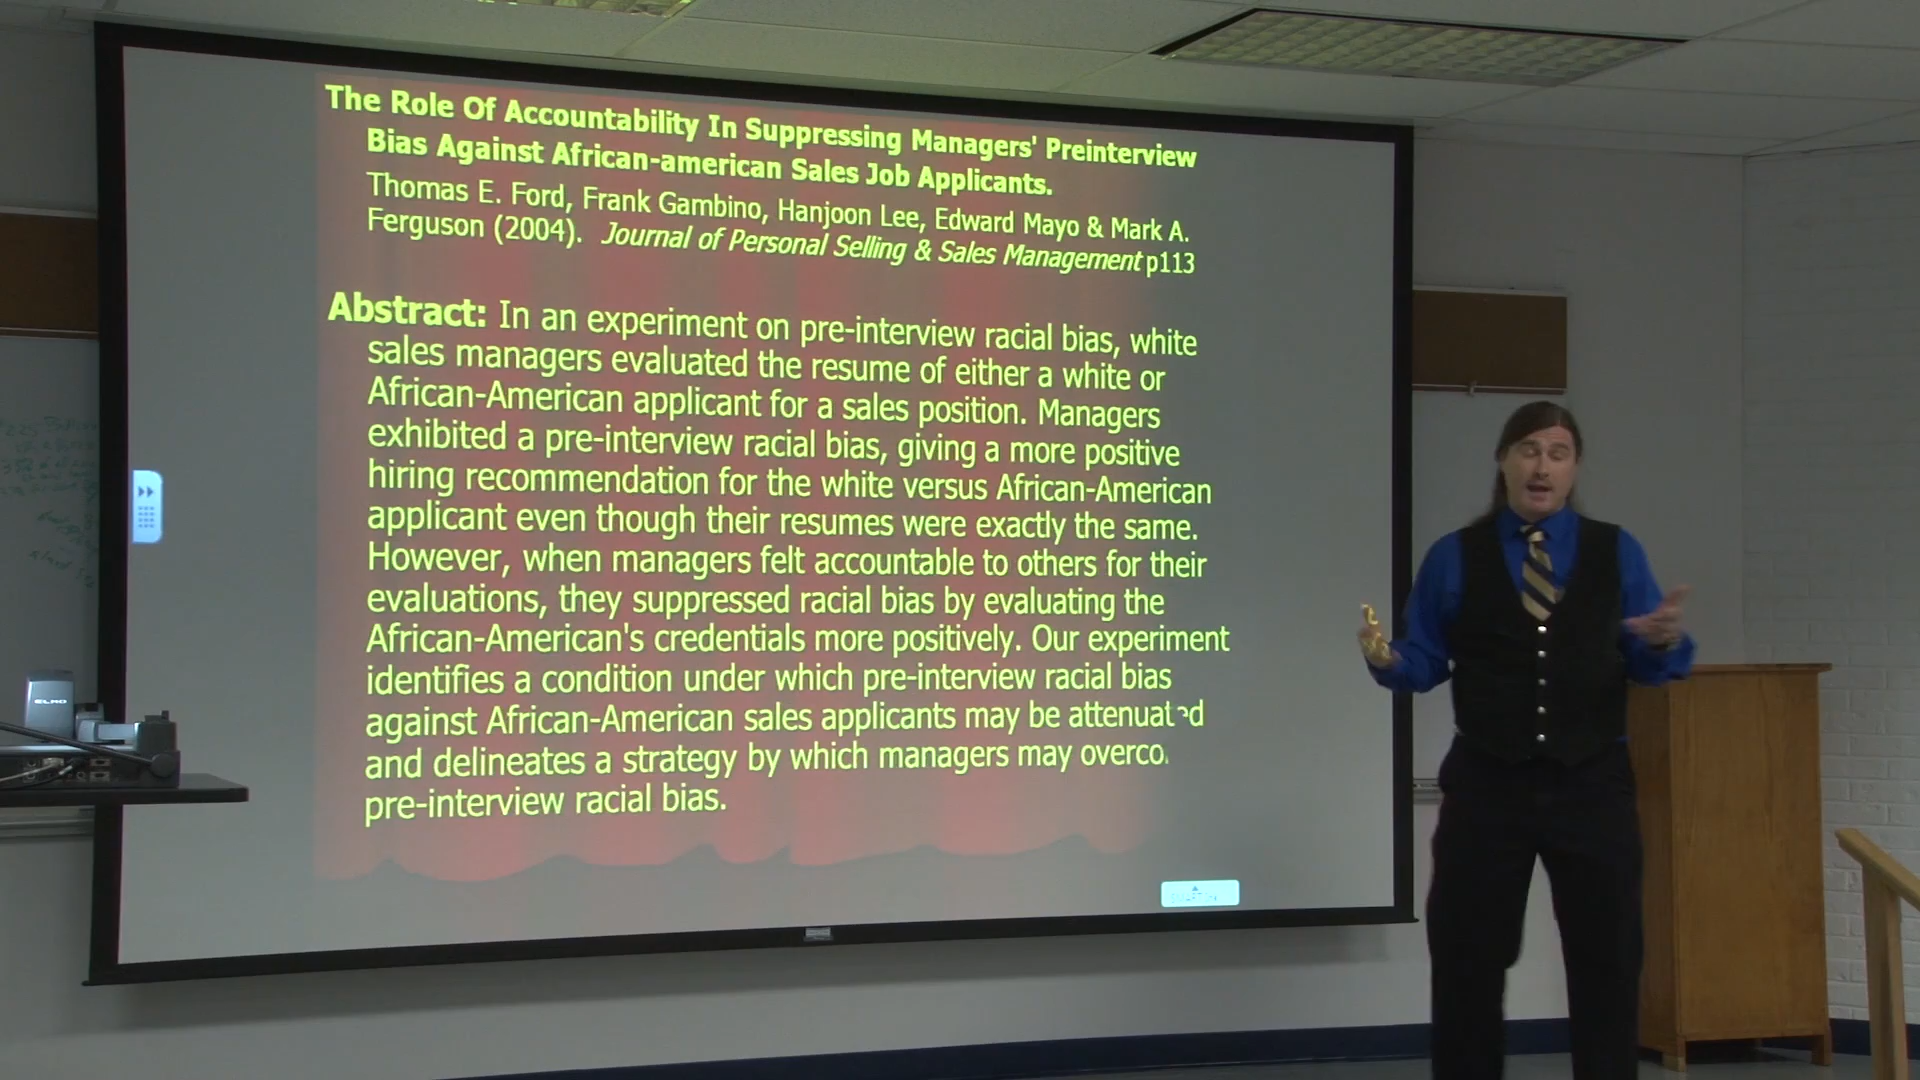 The Role Of Accountability In Suppressing Managers' Preinterview
Bias Against African-american Sales Job Applicants.
Thomas E. Ford, Frank Gambino, Hanjoon Lee, Edward Mayo & Mark A.
Ferguson (2004). Journal of Personal Selling & Sales Management p113
Abstract: In an experiment on pre-interview racial bias, white
sales managers evaluated the resume of either a white or
African-American applicant for a sales position. Managers
exhibited a pre-interview racial bias, giving a more positive
hiring recommendation for the white versus African-American
applicant even though their resumes were exactly the same.
However, when managers felt accountable to others for their
evaluations, they suppressed racial bias by evaluating the
African-American's credentials more positively. Our experiment
identifies a condition under which pre-interview racial bias
against African-American sales applicants may be attenuated
and delineates a strategy by which managers may overco
pre-interview racial bias.
ELMO